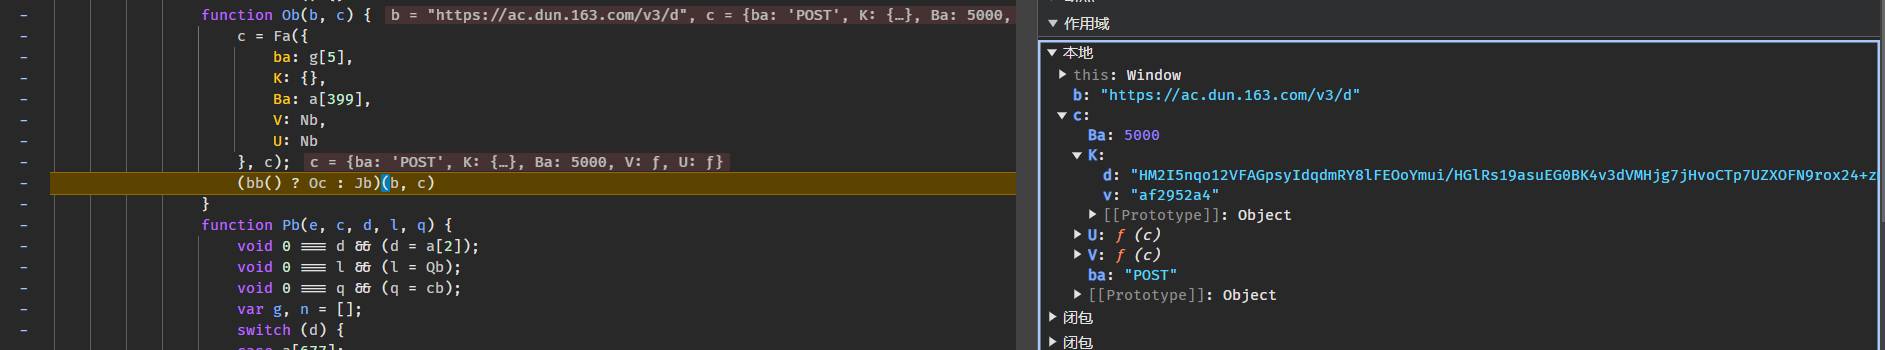 function Ob(b, c) { b = "https://ac.dun.163.com/v3/d", c = {ba: 'POST', K: {…}, Ba: 5000,
c = Fa({
ba: g[5],
K: {},
Ba: a[399],
V: Nb,
U: Nb
}, c); c = {ba: 'POST', K: {…}, Ba: 5000, V: ƒ, U: ƒ}
(bb() ? Oc : Jb)(b, c)
}
function Pb(e, c, d, l, q) {
void 0 === d && (d = a[2]);
void 0 === l && (l = Qb);
void 0 === q && (q = cb);
var g, n = [];
switch (d) {
作用域
本地
this: Window
b: "https://ac.dun.163.com/v3/d"
c:
Ba: 5000
K:
d: "HM2I5nqo12VFAGpsyIdqdmRY8lFEOoYmui/HGlRs19asuEG0BK4v3dVMHjg7jHvoCTp7UZXOFN9rox24+z
v: "af2952a4"
[[Prototype]]: Object
U: ƒ (c)
V: ƒ (c)
ba: "POST"
[[Prototype]]: Object
闭包
闭包